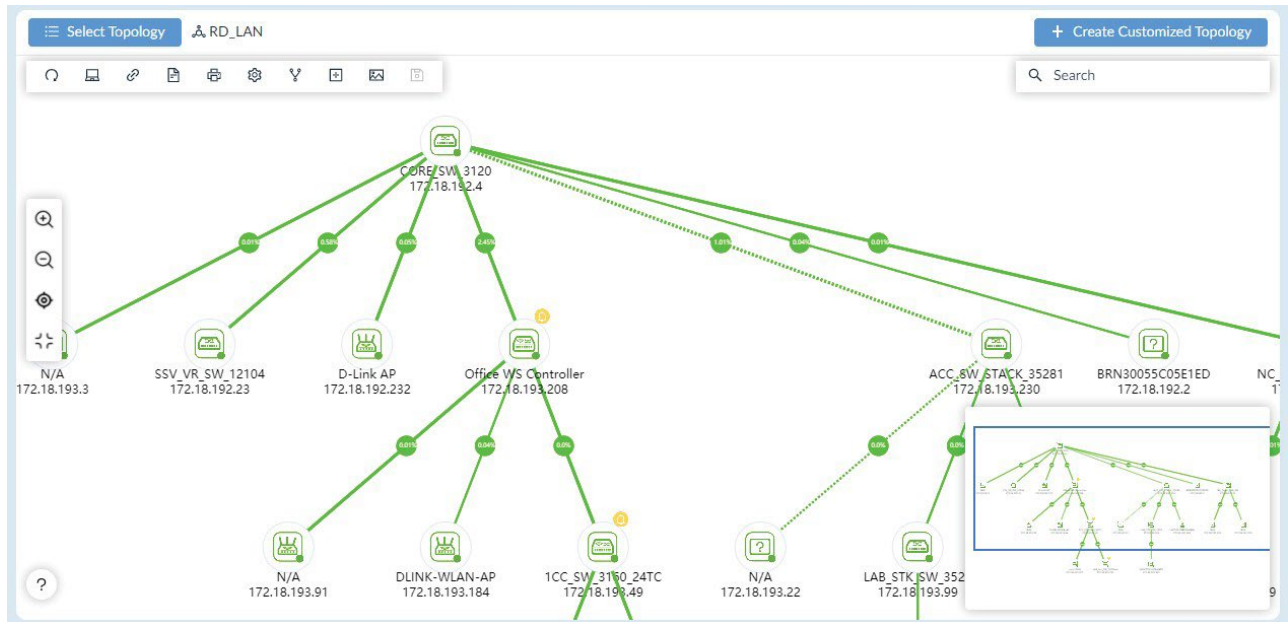 Select Topology
RD_LAN
+ Create Customized Topology
Search
CORE_SW_3120
172.18.192.4
0.01%
0.58%
0.05%
2.45%
1.01%
0.04%
0.01%
N/A
172.18.193.3
SSV_VR_SW_12104
172.18.192.23
D-Link AP
172.18.192.232
Office WS Controller
172.18.193.208
ACC_SW_STACK_35281
172.18.193.230
BRN30055C05E1ED
172.18.192.2
NC_
0.01%
0.04%
0.0%
0.0%
0.0%
N/A
172.18.193.91
DLINK-WLAN-AP
172.18.193.184
1CC_SW_3160_24TC
172.18.193.49
N/A
172.18.193.22
LAB_STK_SW_352
172.18.193.99
?
9